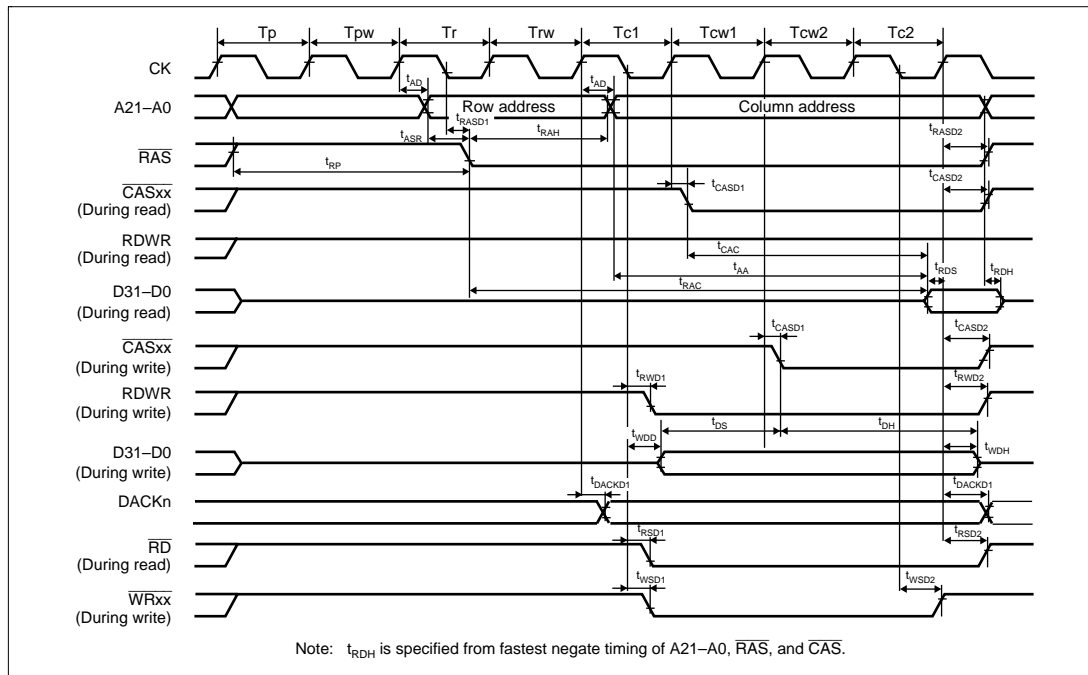 Tp Tpw Tr Trw Tc1 Tcw1 Tcw2 Tc2
CK
tAD tAD
A21–A0 Row address Column address
tRASD1 tASR tRAH tRASD2
RAS
tRP
CASxx
(During read)
tCASD1 tCASD2
RDWR
(During read)
tCAC
tAA
tRDS tRDH
tRAC
D31–D0
(During read)
tCASD1 tCASD2
CASxx
(During write)
tRWD1 tRWD2
RDWR
(During write)
tDS tDH
tWDD tWDH
D31–D0
(During write)
tDACKD1 tDACKD1
DACKn
tRSD1 tRSD2
RD
(During read)
tWSD1 tWSD2
WRxx
(During write)
Note: tRDH is specified from fastest negate timing of A21–A0, RAS, and CAS.